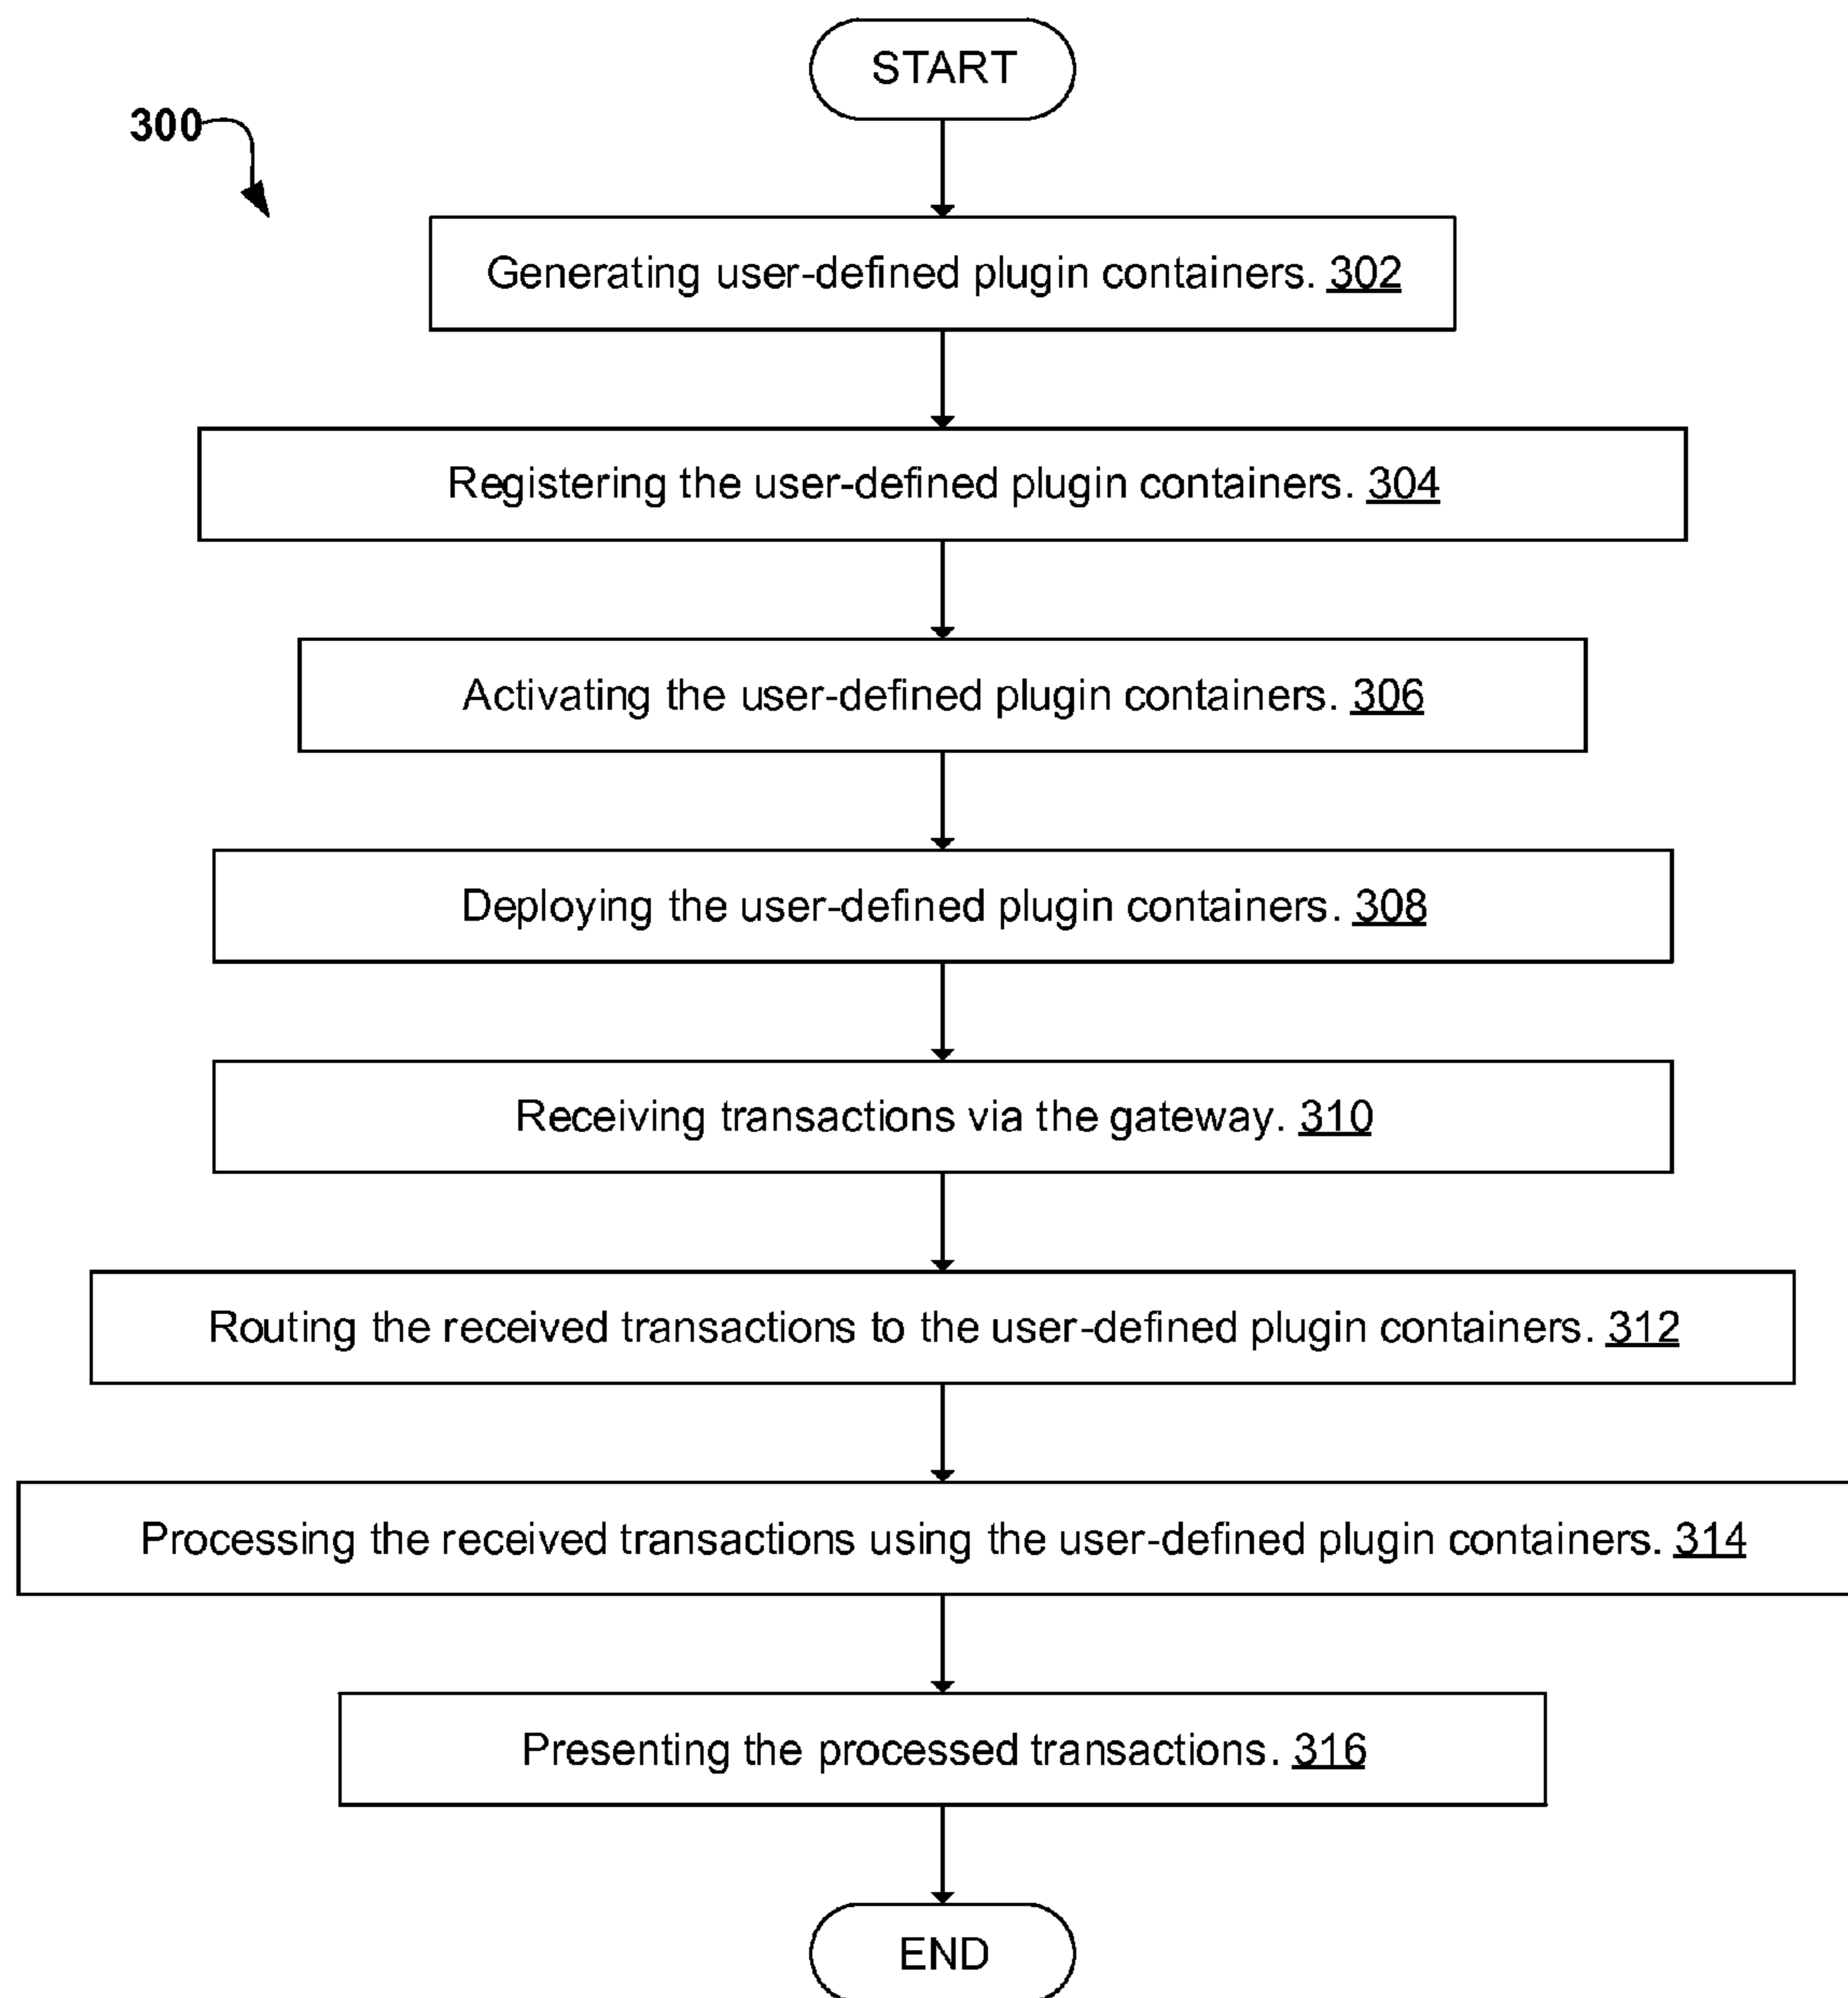 START
300
Generating user-defined plugin containers. 302
Registering the user-defined plugin containers. 304
Activating the user-defined plugin containers. 306
Deploying the user-defined plugin containers. 308
Receiving transactions via the gateway. 310
Routing the received transactions to the user-defined plugin containers. 312
Processing the received transactions using the user-defined plugin containers. 314
Presenting the processed transactions. 316
END